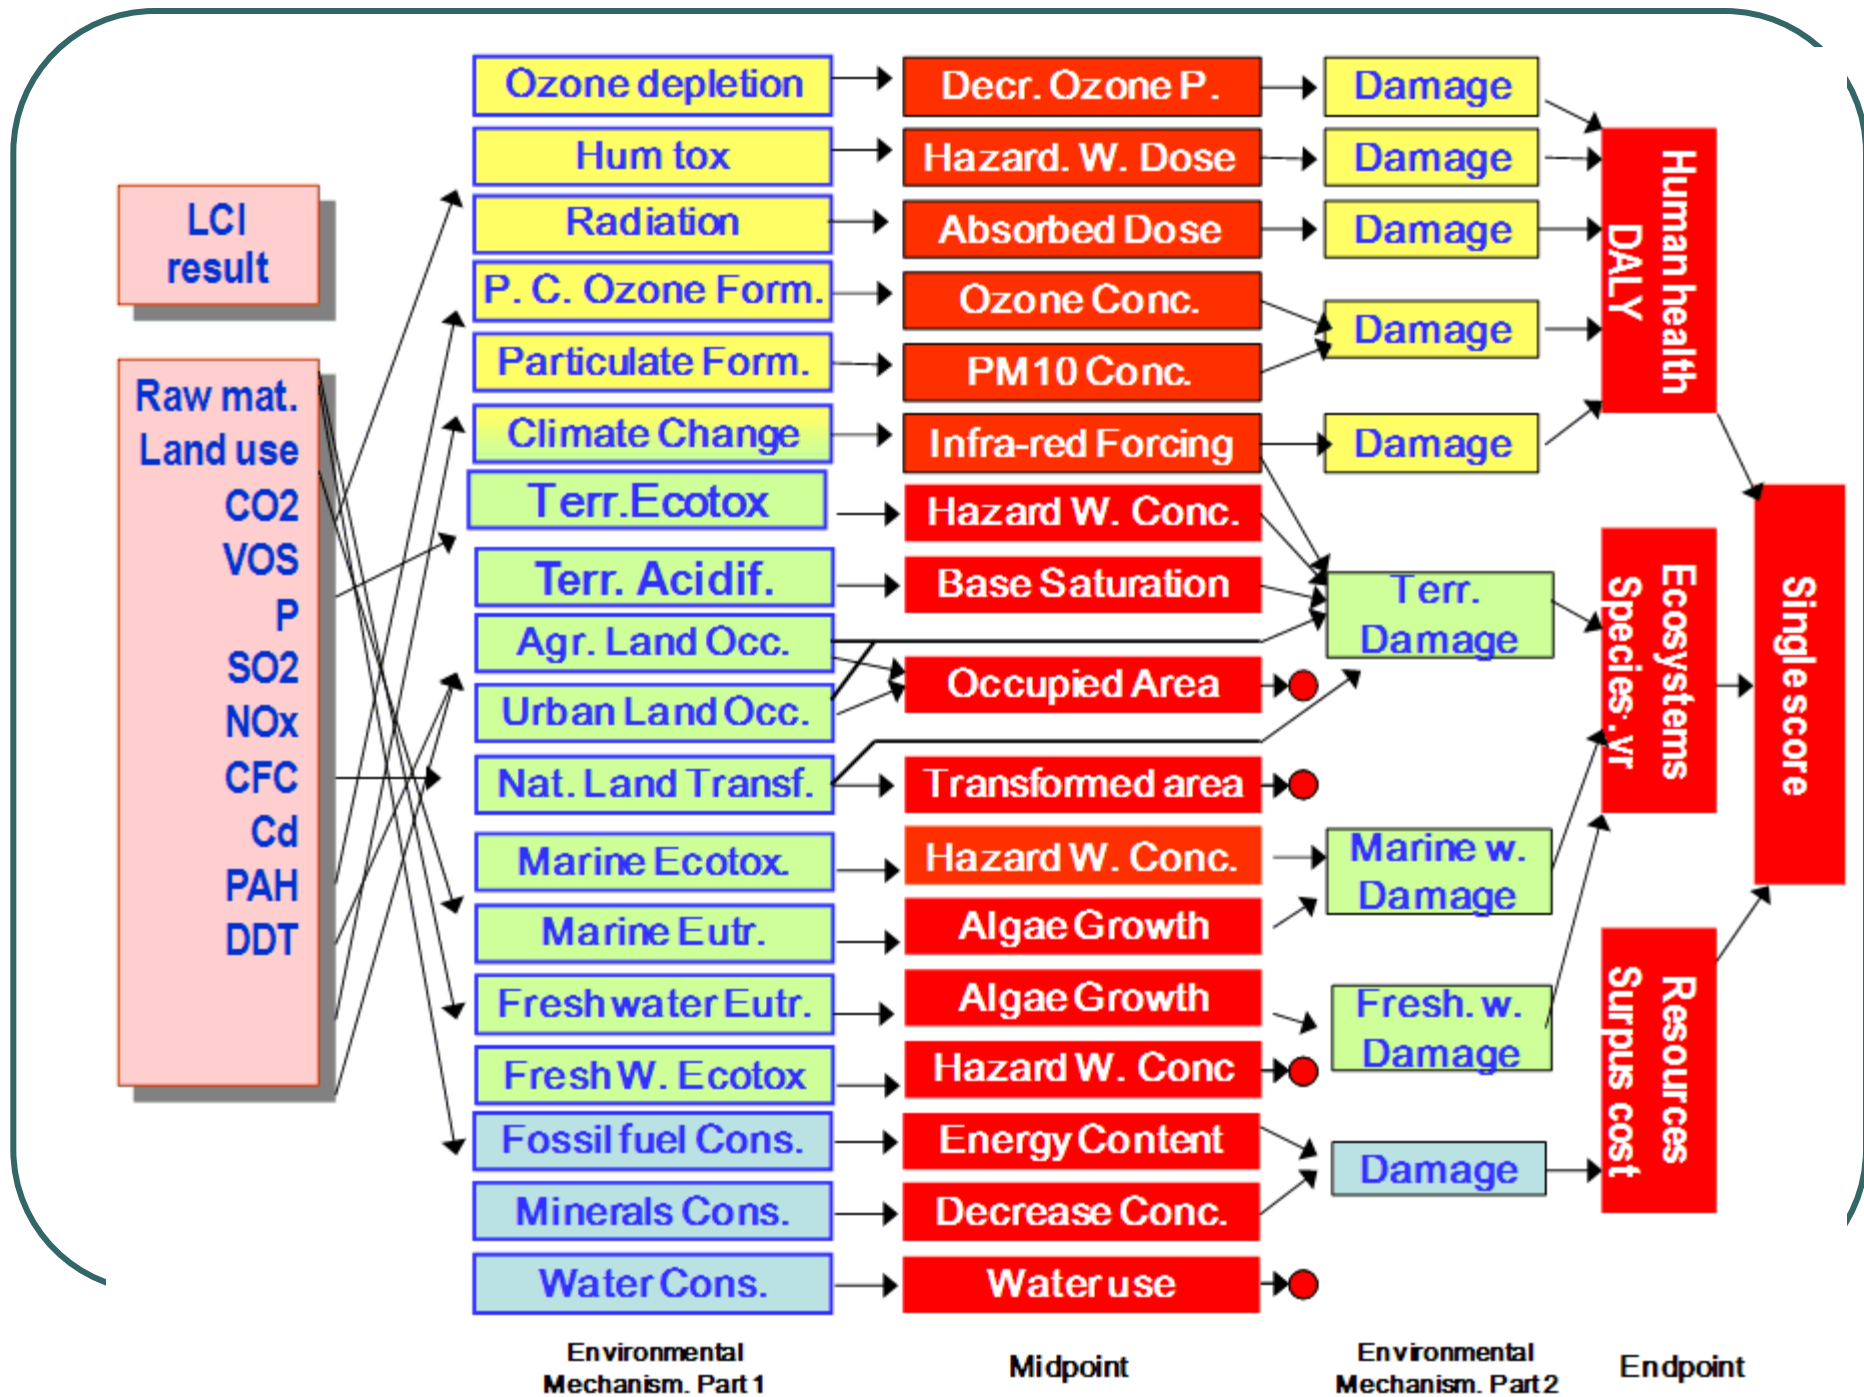 LCI
result
Raw mat.
Land use
CO2
VOS
P
SO2
NOx
CFC
Cd
PAH
DDT
Ozone depletion
Hum tox
Radiation
P. C. Ozone Form.
Particulate Form.
Climate Change
Terr.Ecotox
Terr. Acidif.
Agr. Land Occ.
Urban Land Occ.
Nat. Land Transf.
Marine Ecotox.
Marine Eutr.
Freshwater Eutr.
Fresh W. Ecotox
Fossil fuel Cons.
Minerals Cons.
Water Cons.
Environmental
Mechanism. Part 1
Decr. Ozone P.
Hazard. W. Dose
Absorbed Dose
Ozone Conc.
PM10 Conc.
Infra-red Forcing
Hazard W. Conc.
Base Saturation
Occupied Area
Transformed area
Hazard W. Conc.
Algae Growth
Algae Growth
Hazard W. Conc
Energy Content
Decrease Conc.
Water use
Midpoint
Damage
Damage
Damage
Damage
Damage
Terr.
Damage
Marine w.
Damage
Fresh. w.
Damage
Damage
Environmental
Mechanism. Part 2
Human health
DALY
Ecosystems
Species.yr
Resources
Surpus cost
Endpoint
Single score